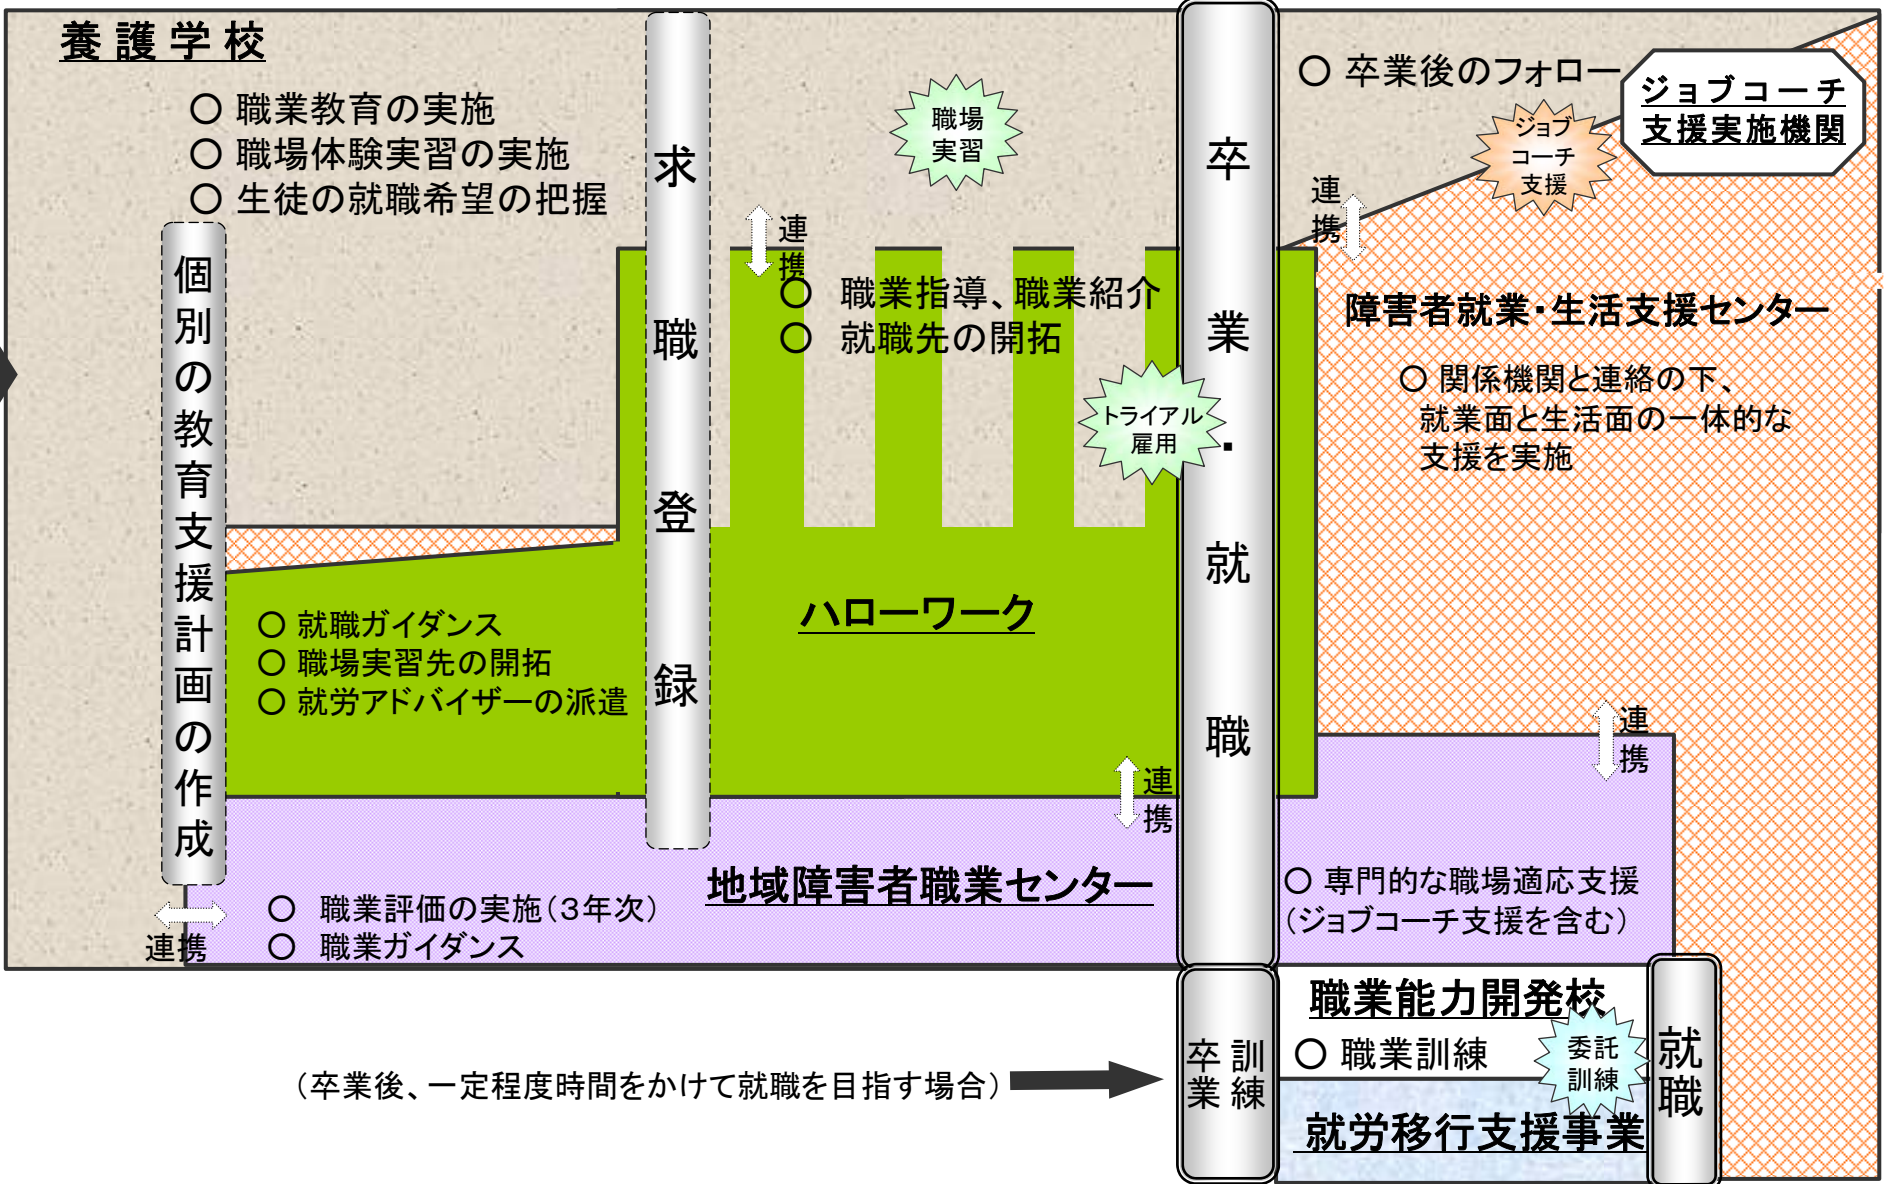 養護学校
○ 職業教育の実施
○ 職場体験実習の実施
○ 生徒の就職希望の把握
個別の教育支援計画の作成
求職登録
職場
実習
連携
○ 職業指導、職業紹介
○ 就職先の開拓
トライアル
雇用
卒業・就職
○ 卒業後のフォロー
ジョブ
コーチ
支援
ジョブコーチ
支援実施機関
連携
障害者就業・生活支援センター
○ 関係機関と連絡の下、
就業面と生活面の一体的な
支援を実施
○ 就職ガイダンス
○ 職場実習先の開拓
○ 就労アドバイザーの派遣
ハローワーク
連携
連携
地域障害者職業センター
連携
○ 職業評価の実施（3年次）
○ 職業ガイダンス
○ 専門的な職場適応支援
（ジョブコーチ支援を含む）
（卒業後、一定程度時間をかけて就職を目指す場合）
卒業
訓練
職業能力開発校
○ 職業訓練
委託
訓練
就労移行支援事業
就職